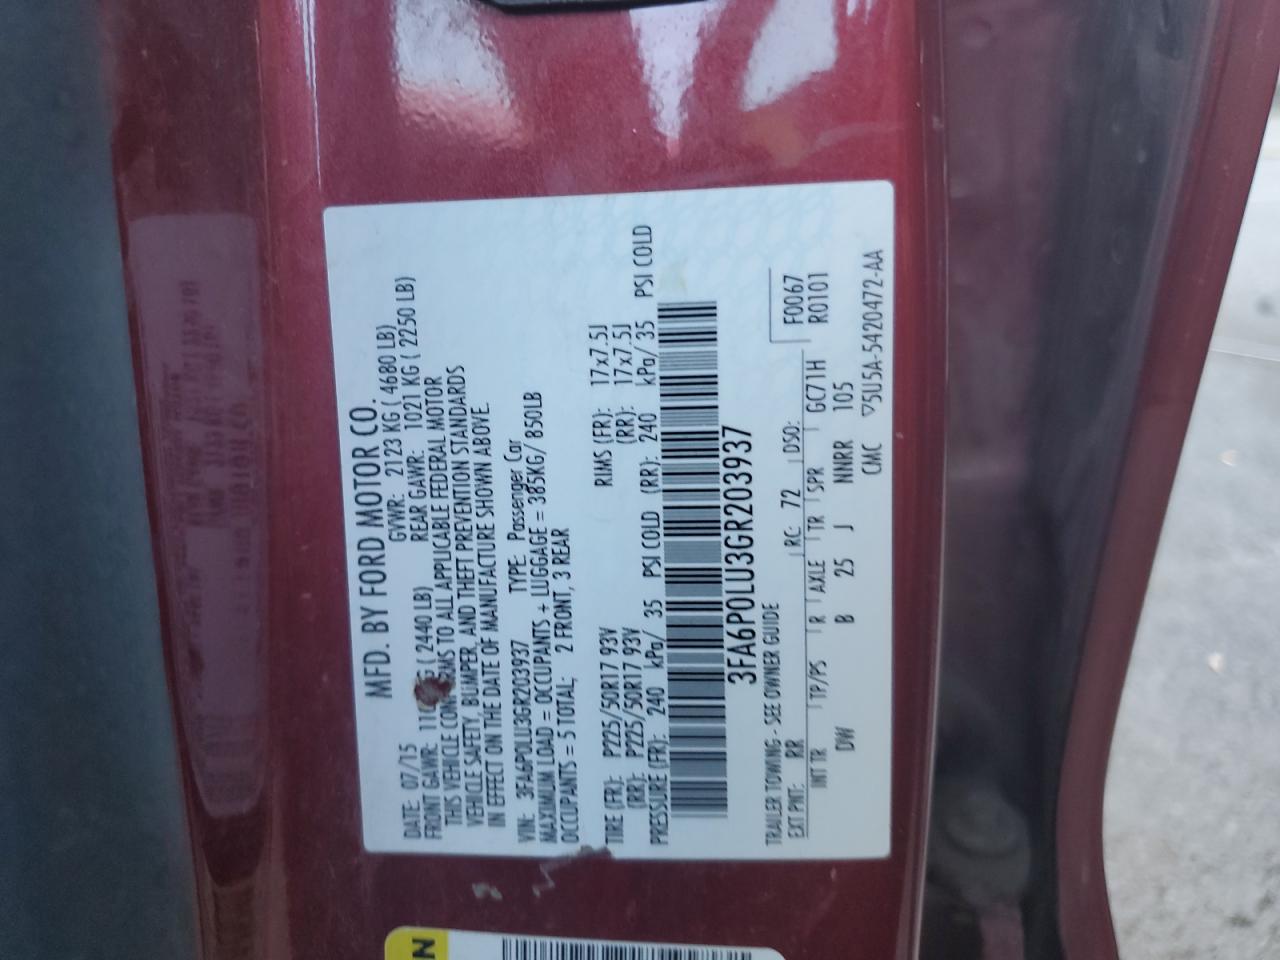 MFD. BY FORD MOTOR CO.
DATE: 07/15 GVWR: 2123 KG ( 4680 LB)
FRONT GAWR: G ( 2440 LB) REAR GAWR: 1021 KG ( 2250 LB)
THIS VEHICLE CONFORMS TO ALL APPLICABLE FEDERAL MOTOR
VEHICLE SAFETY, BUMPER, AND THEFT PREVENTION STANDARDS
IN EFFECT ON THE DATE OF MANUFACTURE SHOWN ABOVE.
VIN: 3FA6P0LU3GR203937 TYPE: Passenger Car
MAXIMUM LOAD = OCCUPANTS + LUGGAGE = 385KG/ 850LB
OCCUPANTS = 5 TOTAL; 2 FRONT, 3 REAR
TIRE (FR): P225/50R17 93V RIMS (FR): 17x7.5J
(RR): P225/50R17 93V (RR): 17x7.5J
PRESSURE (FR): 240 kPa/ 35 PSI COLD (RR): 240 kPa/ 35 PSI COLD
3FA6P0LU3GR203937
TRAILER TOWING - SEE OWNER GUIDE
F0067
EXT PNT: RR RC: 72 DSO: R0101
INT TR TP/PS R AXLE TR SPR GC71H
DW B 25 J NNRR 105
CMC ▽5U5A-5420472-AA
N